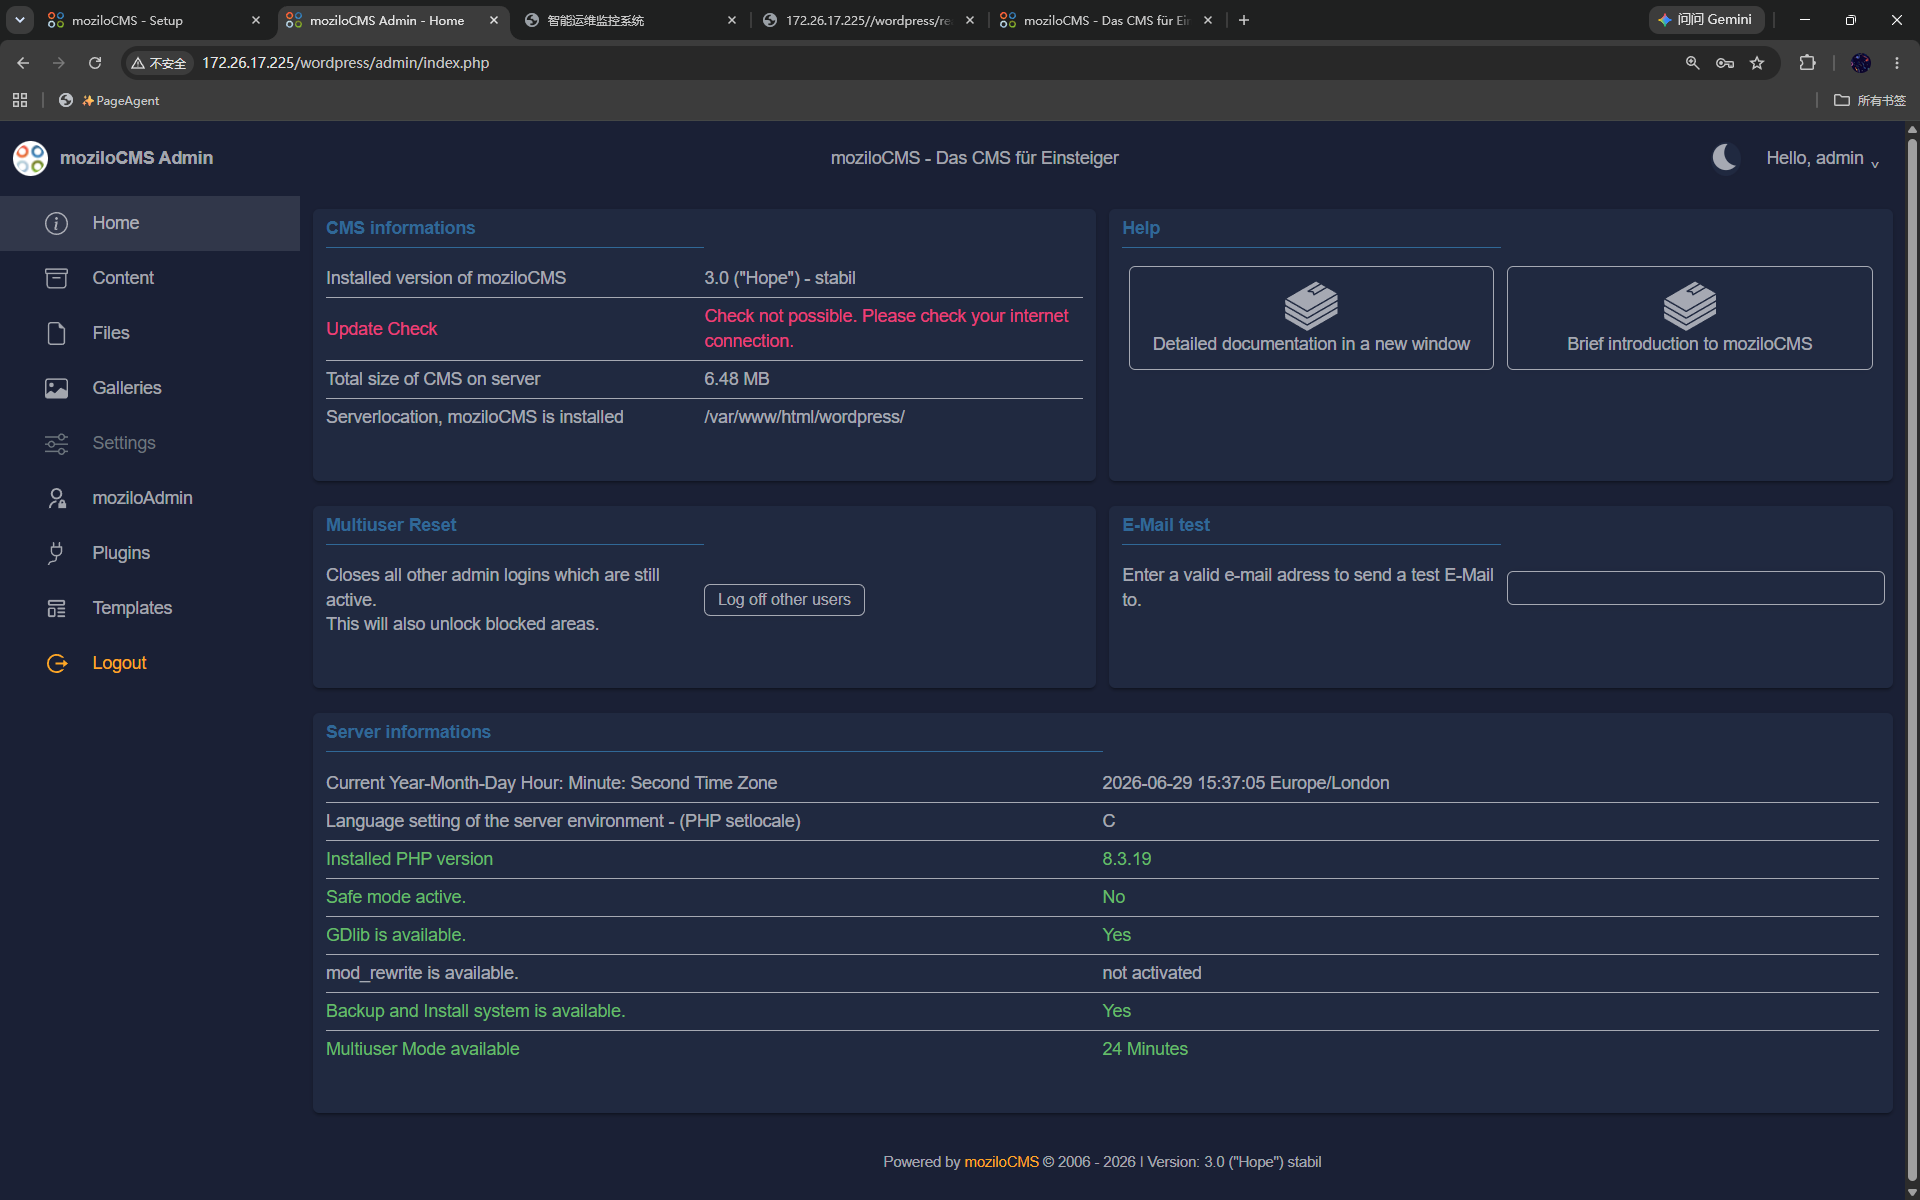 moziloCMS - Setup
moziloCMS Admin - Home
智能运维监控系统
172.26.17.225//wordpress/re
moziloCMS - Das CMS für Ei
问问 Gemini
不安全
172.26.17.225/wordpress/admin/index.php
✨PageAgent
所有书签
moziloCMS Admin
moziloCMS - Das CMS für Einsteiger
Hello, admin
Home
Content
Files
Galleries
Settings
moziloAdmin
Plugins
Templates
Logout
CMS informations
Installed version of moziloCMS
3.0 ("Hope") - stabil
Update Check
Check not possible. Please check your internet
connection.
Total size of CMS on server
6.48 MB
Serverlocation, moziloCMS is installed
/var/www/html/wordpress/
Help
Detailed documentation in a new window
Brief introduction to moziloCMS
Multiuser Reset
Closes all other admin logins which are still
active.
This will also unlock blocked areas.
Log off other users
E-Mail test
Enter a valid e-mail adress to send a test E-Mail
to.
Server informations
Current Year-Month-Day Hour: Minute: Second Time Zone
2026-06-29 15:37:05 Europe/London
Language setting of the server environment - (PHP setlocale)
C
Installed PHP version
8.3.19
Safe mode active.
No
GDlib is available.
Yes
mod_rewrite is available.
not activated
Backup and Install system is available.
Yes
Multiuser Mode available
24 Minutes
Powered by moziloCMS © 2006 - 2026 | Version: 3.0 ("Hope") stabil